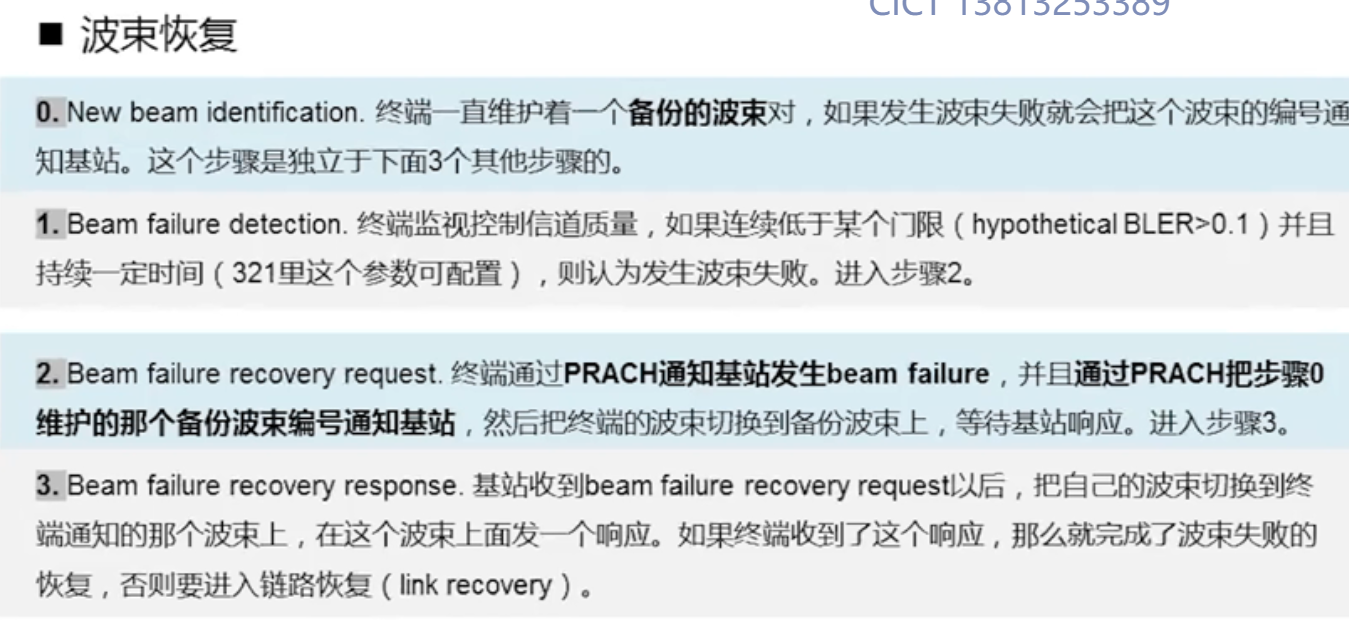 CICT 13813253389
■ 波束恢复
0. New beam identification. 终端一直维护着一个备份的波束对，如果发生波束失败就会把这个波束的编号通
知基站。这个步骤是独立于下面3个其他步骤的。
1. Beam failure detection. 终端监视控制信道质量，如果连续低于某个门限（hypothetical BLER>0.1）并且
持续一定时间（321里这个参数可配置），则认为发生波束失败。进入步骤2。
2. Beam failure recovery request. 终端通过PRACH通知基站发生beam failure，并且通过PRACH把步骤0
维护的那个备份波束编号通知基站，然后把终端的波束切换到备份波束上，等待基站响应。进入步骤3。
3. Beam failure recovery response. 基站收到beam failure recovery request以后，把自己的波束切换到终
端通知的那个波束上，在这个波束上面发一个响应。如果终端收到了这个响应，那么就完成了波束失败的
恢复，否则要进入链路恢复（link recovery）。